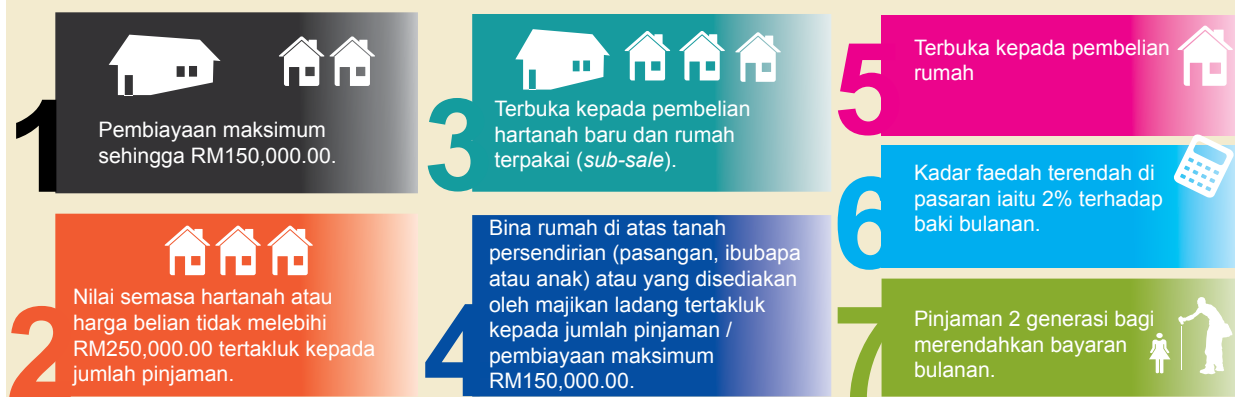 1
Pembiayaan maksimum
sehingga RM150,000.00.
2
Nilai semasa hartanah atau
harga belian tidak melebihi
RM250,000.00 tertakluk kepada
jumlah pinjaman.
3
Terbuka kepada pembelian
hartanah baru dan rumah
terpakai (sub-sale).
4
Bina rumah di atas tanah
persendirian (pasangan, ibubapa
atau anak) atau yang disediakan
oleh majikan ladang tertakluk
kepada jumlah pinjaman /
pembiayaan maksimum
RM150,000.00.
5
Terbuka kepada pembelian
rumah
6
Kadar faedah terendah di
pasaran iaitu 2% terhadap
baki bulanan.
7
Pinjaman 2 generasi bagi
merendahkan bayaran
bulanan.